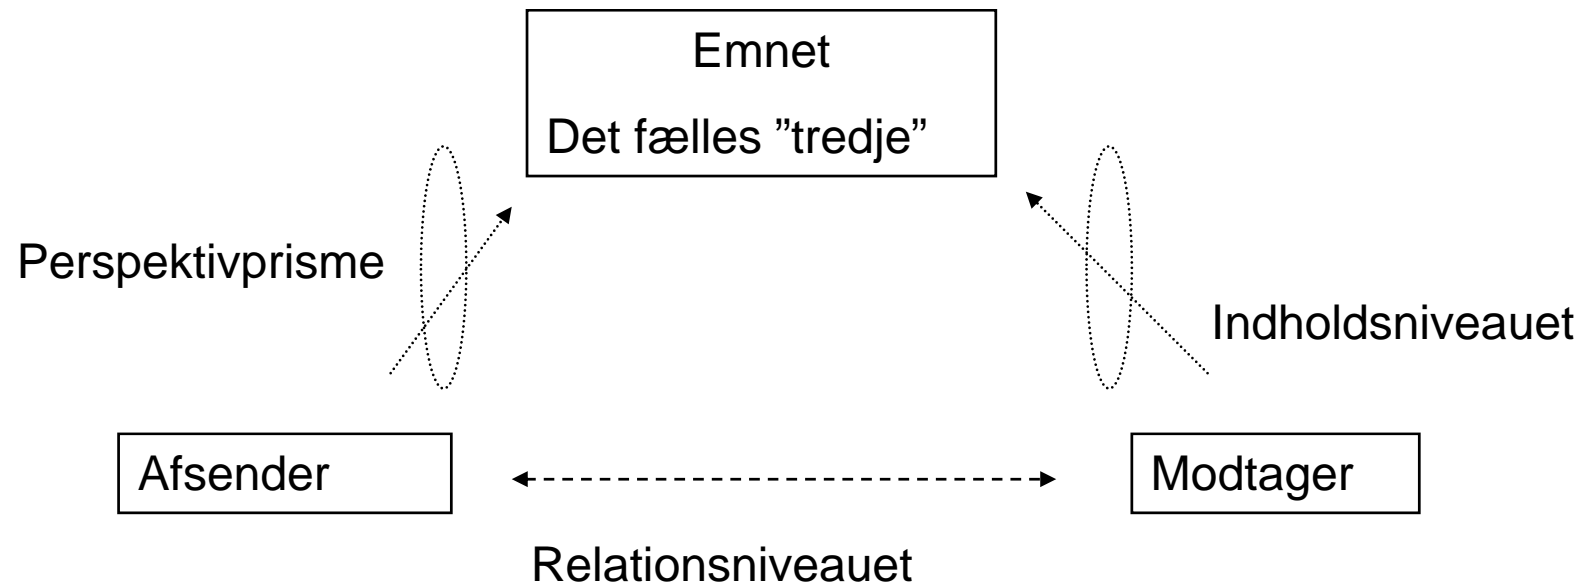 Emnet
Det fælles ”tredje”
Perspektivprisme
Indholdsniveauet
Afsender
Modtager
Relationsniveauet